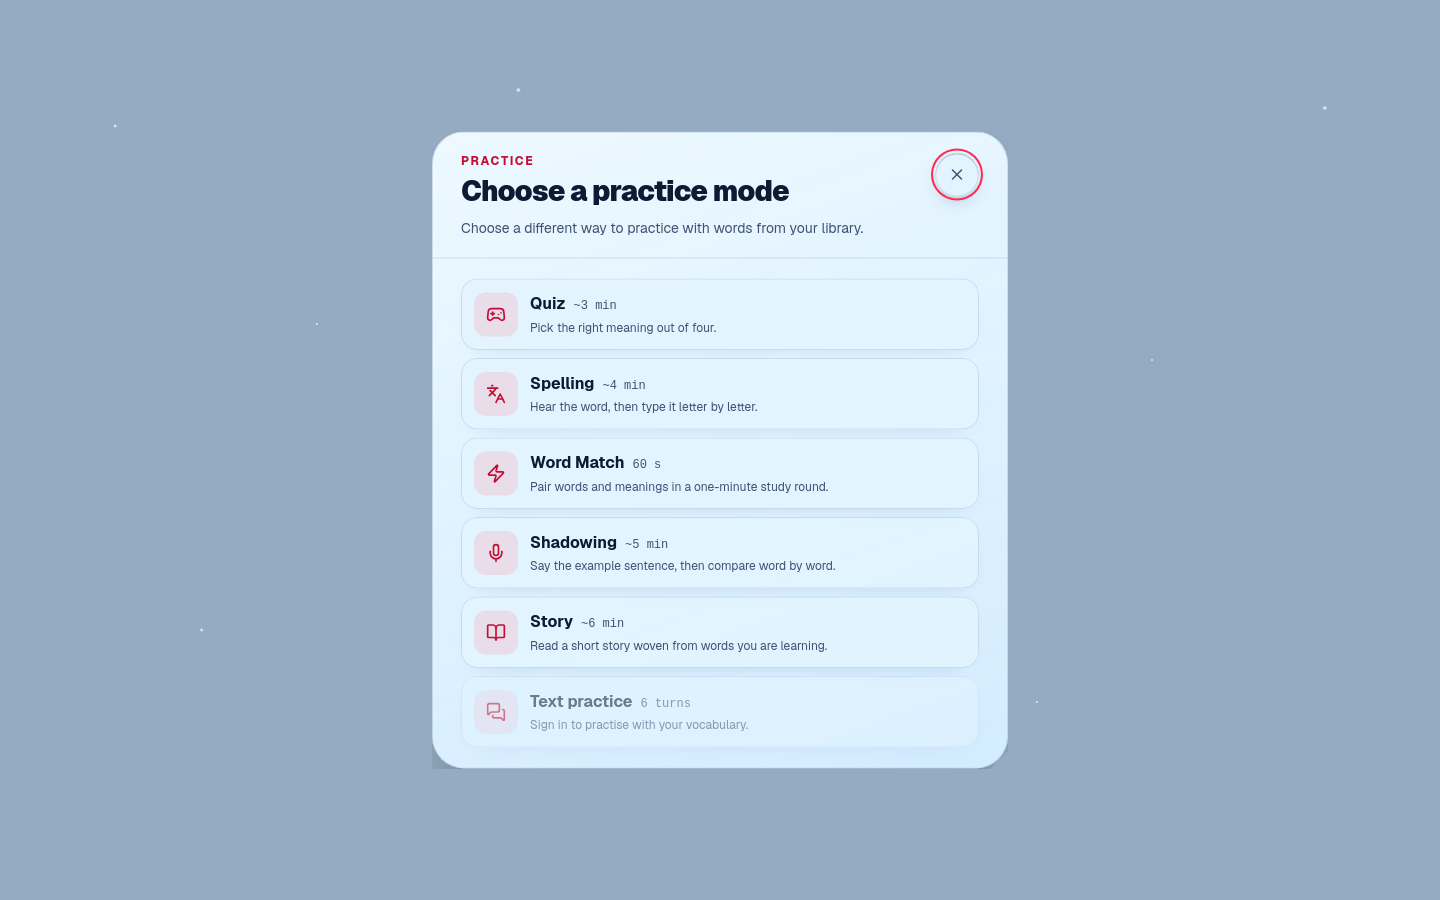 PRACTICE
Choose a practice mode
Choose a different way to practice with words from your library.
Quiz ~3 min
Pick the right meaning out of four.
Spelling ~4 min
Hear the word, then type it letter by letter.
Word Match 60 s
Pair words and meanings in a one-minute study round.
Shadowing ~5 min
Say the example sentence, then compare word by word.
Story ~6 min
Read a short story woven from words you are learning.
Text practice 6 turns
Sign in to practise with your vocabulary.